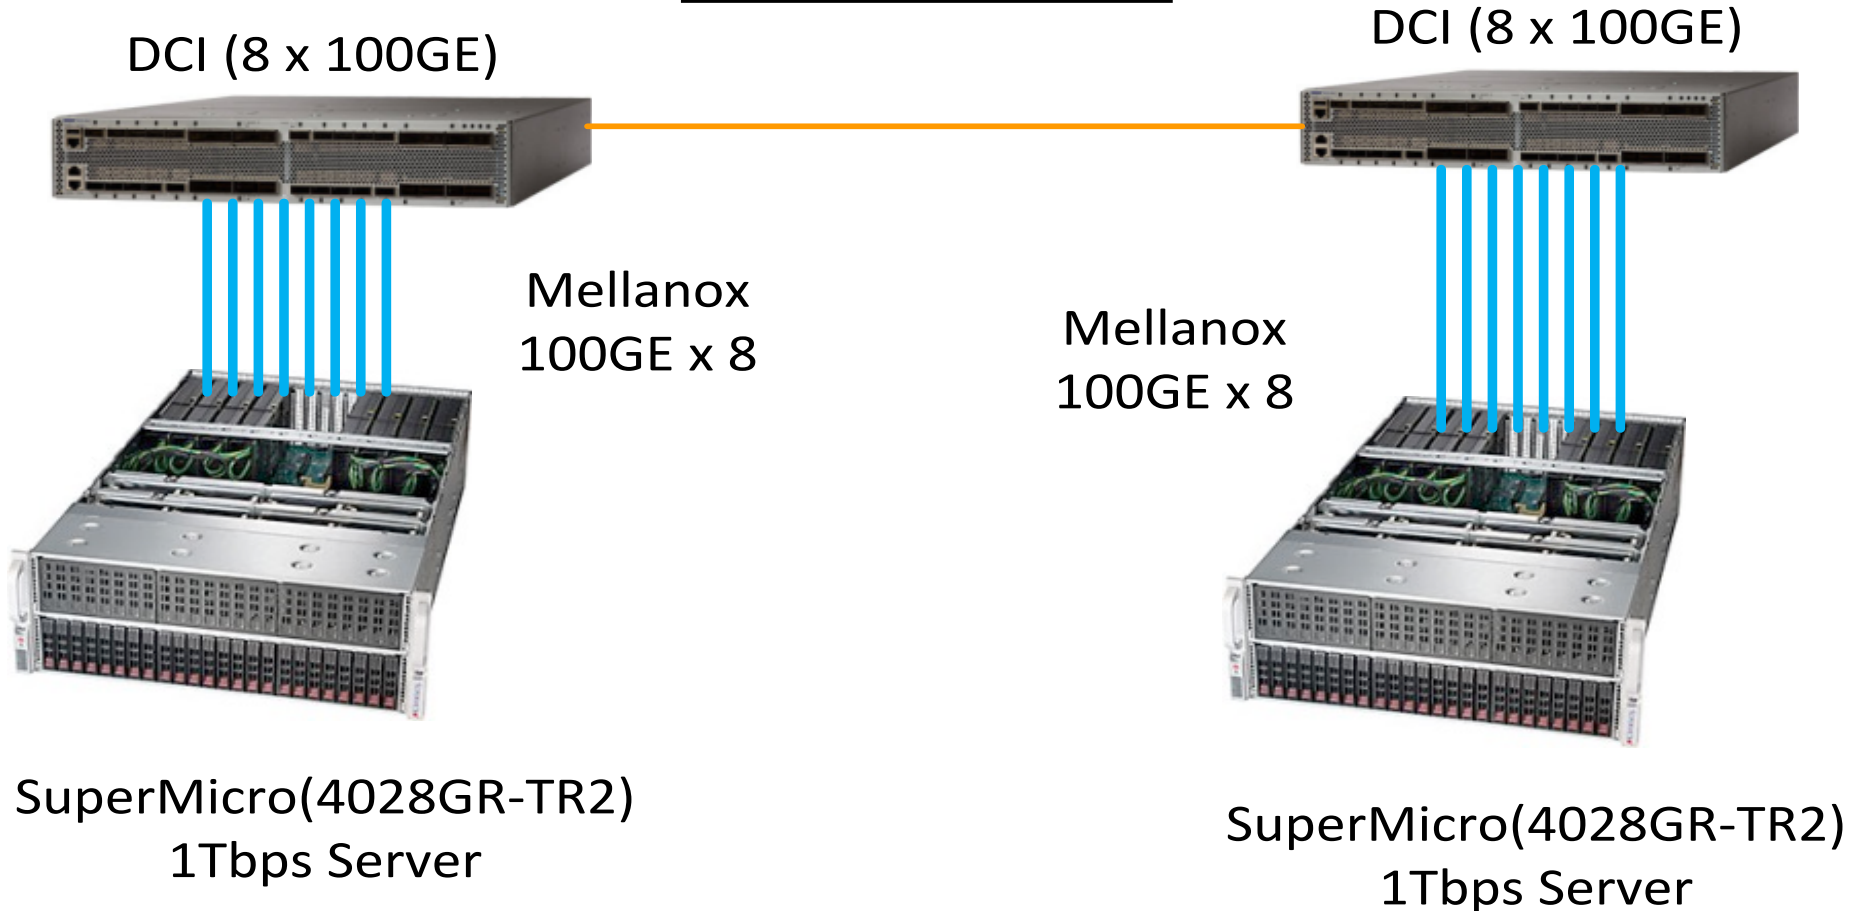 DCI (8 x 100GE)
DCI (8 x 100GE)
Mellanox
100GE x 8
Mellanox
100GE x 8
SuperMicro(4028GR-TR2)
1Tbps Server
SuperMicro(4028GR-TR2)
1Tbps Server